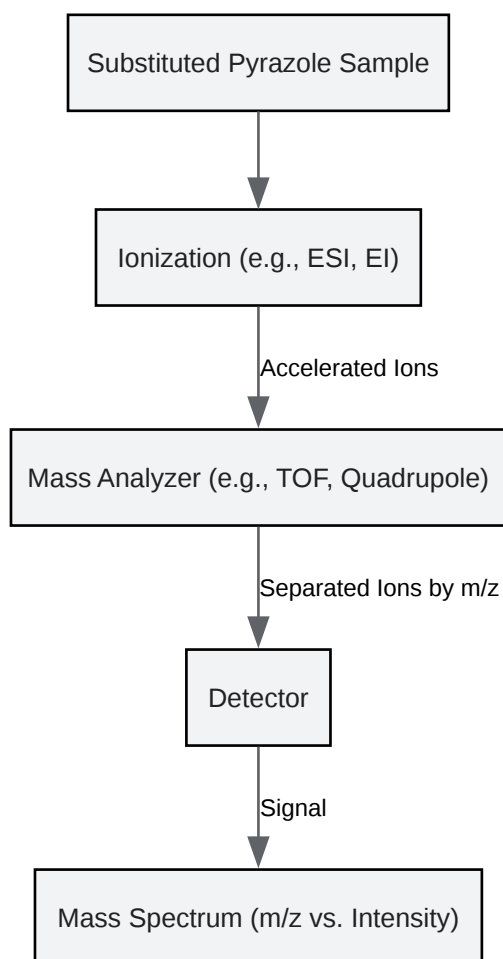 Substituted Pyrazole Sample
Ionization (e.g., ESI, EI)
Accelerated Ions
Mass Analyzer (e.g., TOF, Quadrupole)
Separated Ions by m/z
Detector
Signal
Mass Spectrum (m/z vs. Intensity)